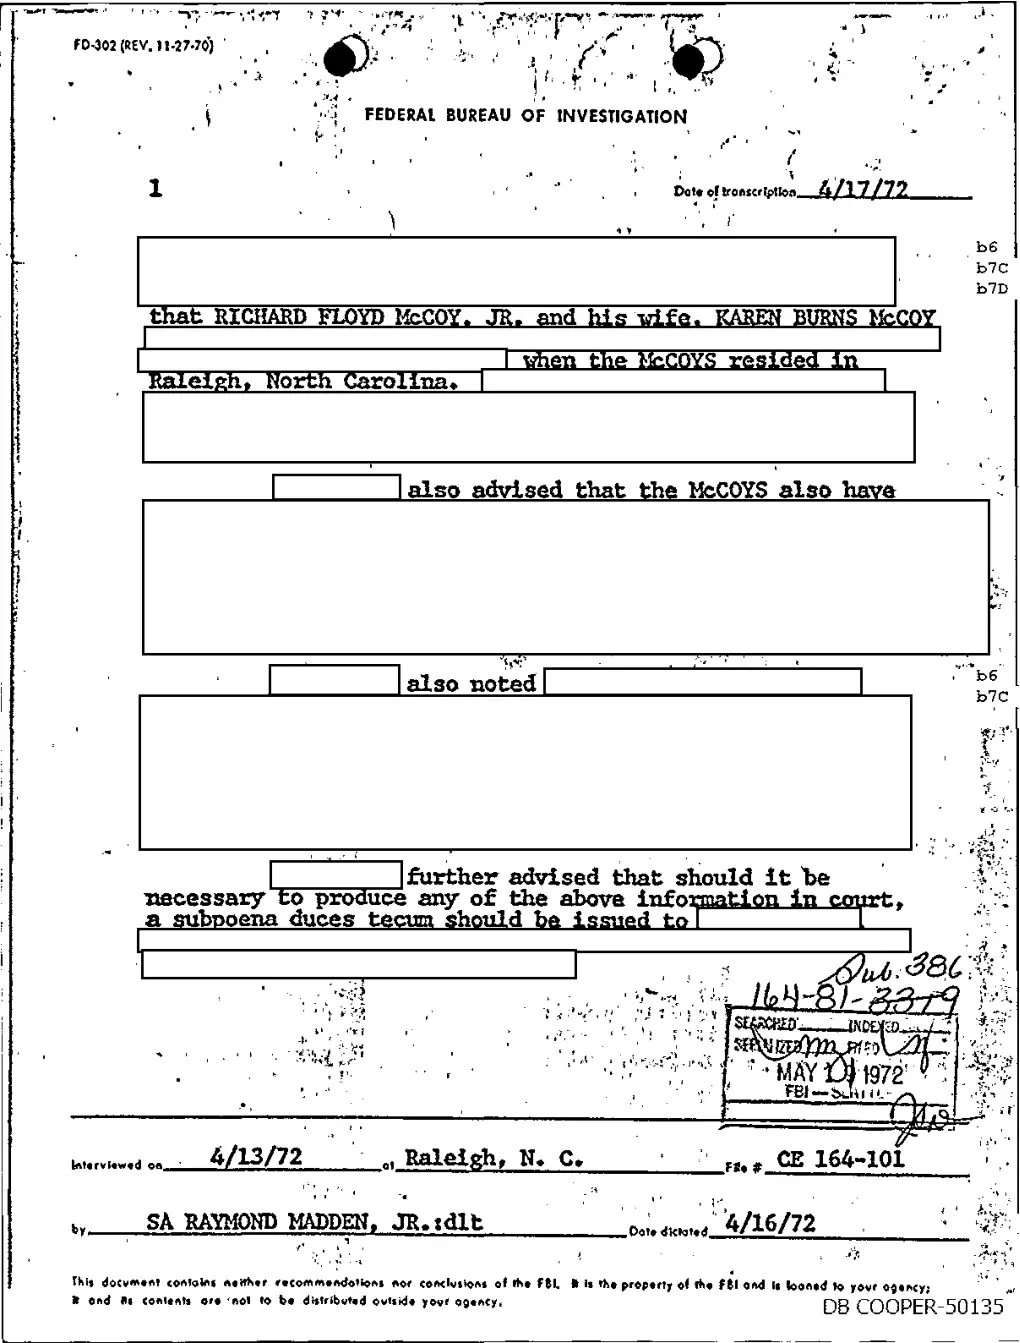 FD-302 (REV. 11-27-70)
FEDERAL BUREAU OF INVESTIGATION
1
Date of transcription 4/17/72
b6
b7C
b7D
that RICHARD FLOYD McCOY, JR. and his wife, KAREN BURNS McCOY
when the McCOYS resided in
Raleigh, North Carolina.
also advised that the McCOYS also have
also noted
b6
b7C
further advised that should it be
necessary to produce any of the above information in court,
a subpoena duces tecum should be issued to
Sub. 386
164-81-
SEARCHED INDEXED
SERIALIZED FILED
MAY 1972
FBI — SEATTLE
Interviewed on 4/13/72 at Raleigh, N. C. File # CE 164-101
by SA RAYMOND MADDEN, JR.:dlt Date dictated 4/16/72
This document contains neither recommendations nor conclusions of the FBI. It is the property of the FBI and is loaned to your agency;
it and its contents are not to be distributed outside your agency.
DB COOPER-50135